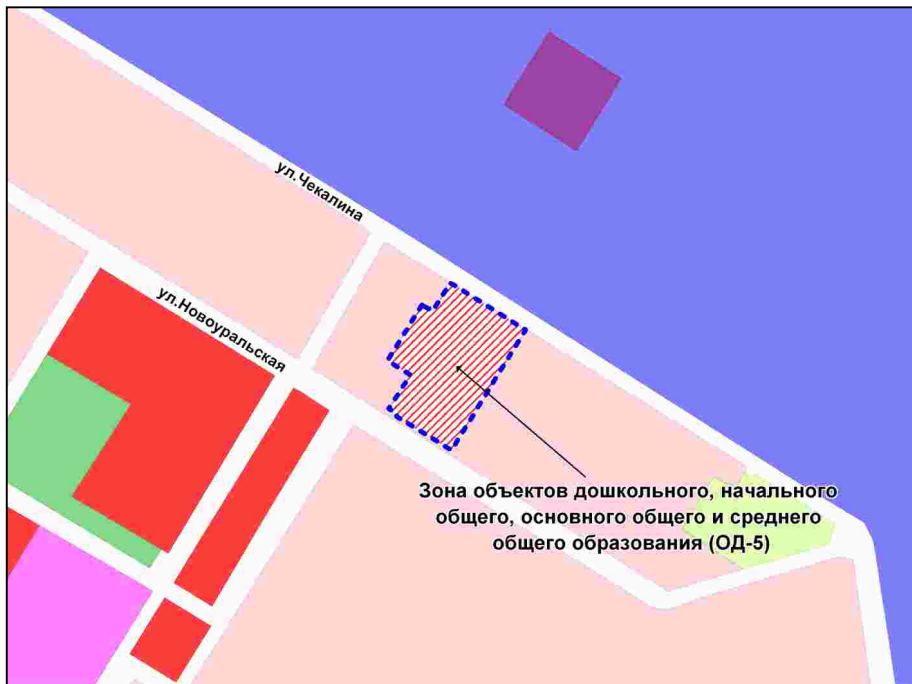 ул.Чекалина
ул.Новоуральская
Зона объектов дошкольного, начального
общего, основного общего и среднего
общего образования (ОД-5)